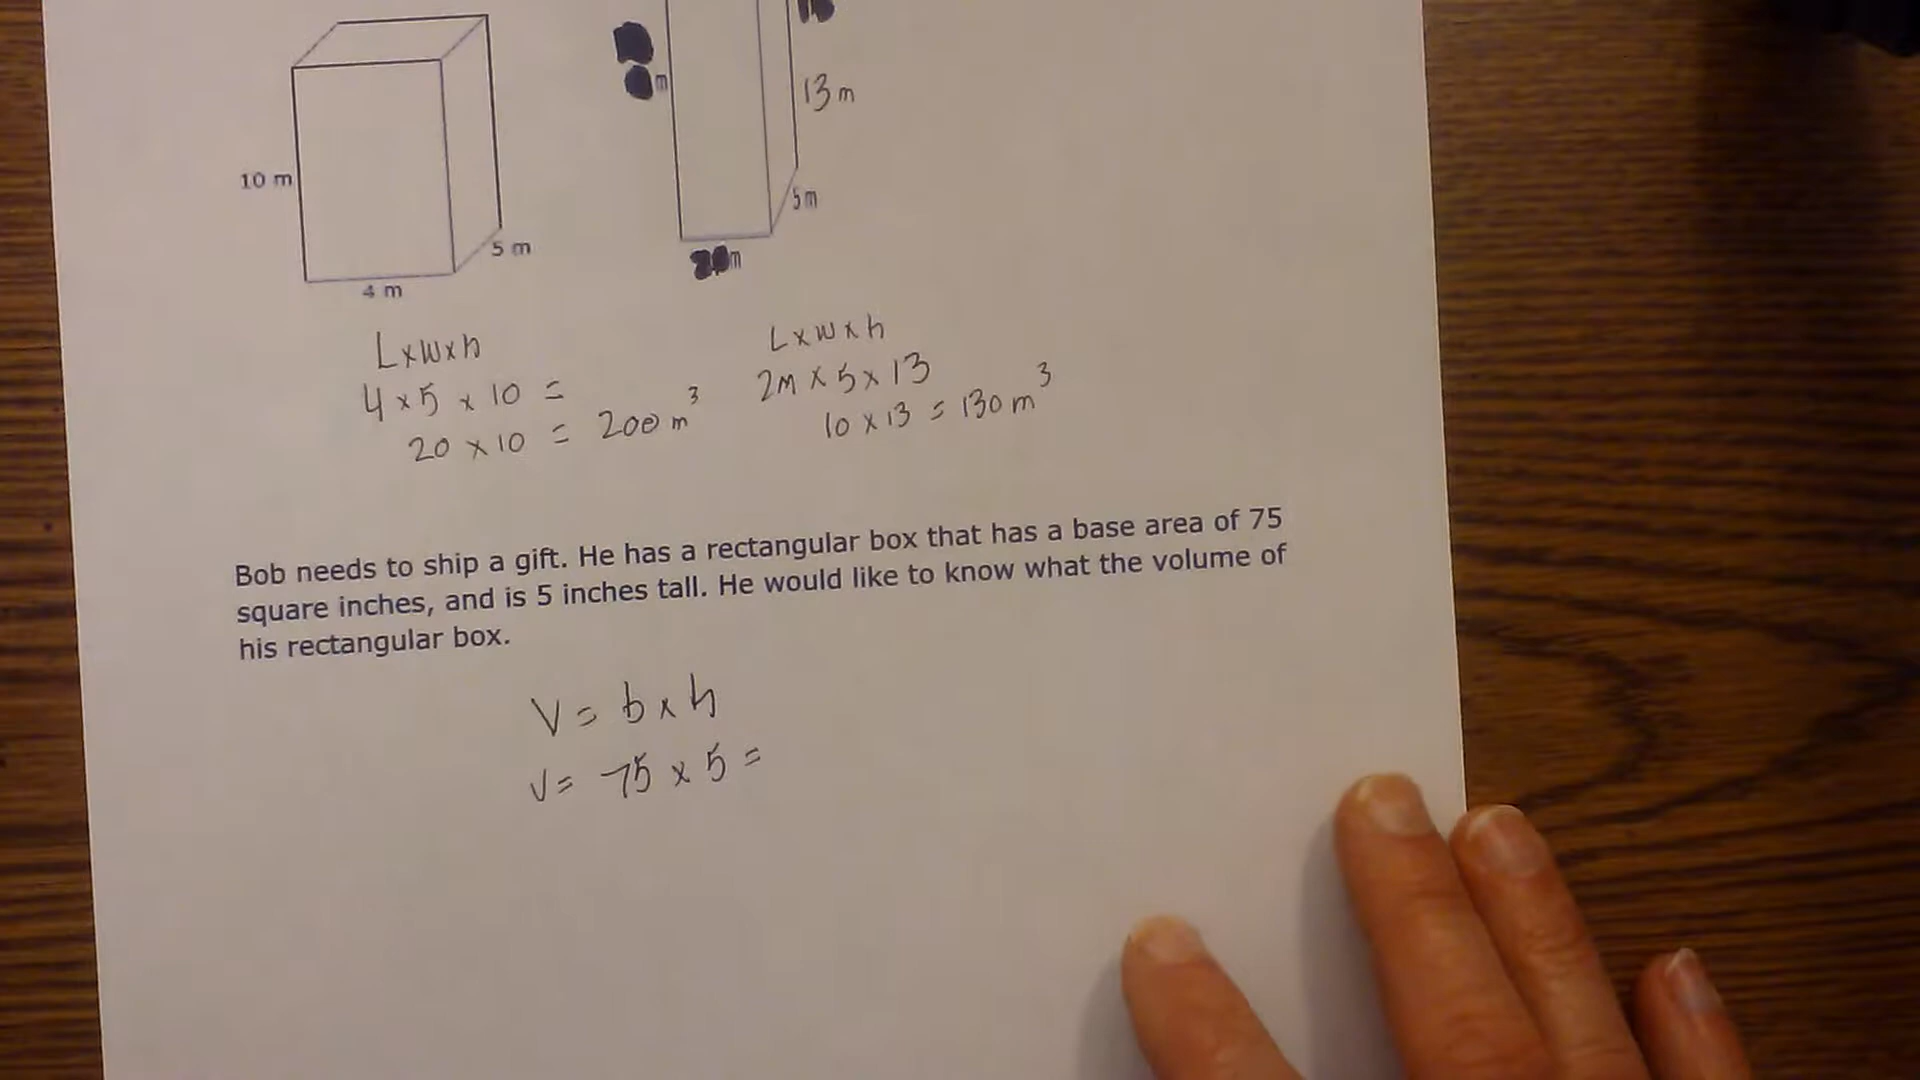 m
13 m
10 m
5 m
5 m
4 m
m
L x W x h
4 x 5 x 10 =
20 x 10 = 200 m³
L x W x h
2m x 5 x 13
10 x 13 = 130 m³
Bob needs to ship a gift. He has a rectangular box that has a base area of 75
square inches, and is 5 inches tall. He would like to know what the volume of
his rectangular box.
V = b x h
V = 75 x 5 =